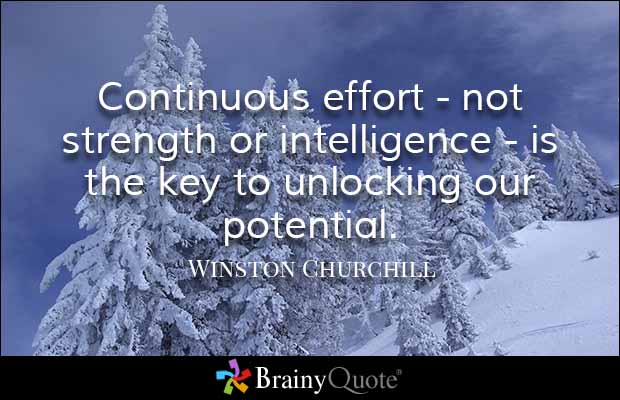 Continuous effort - not
strength or intelligence - is
the key to unlocking our
potential.
Winston Churchill
BrainyQuote®